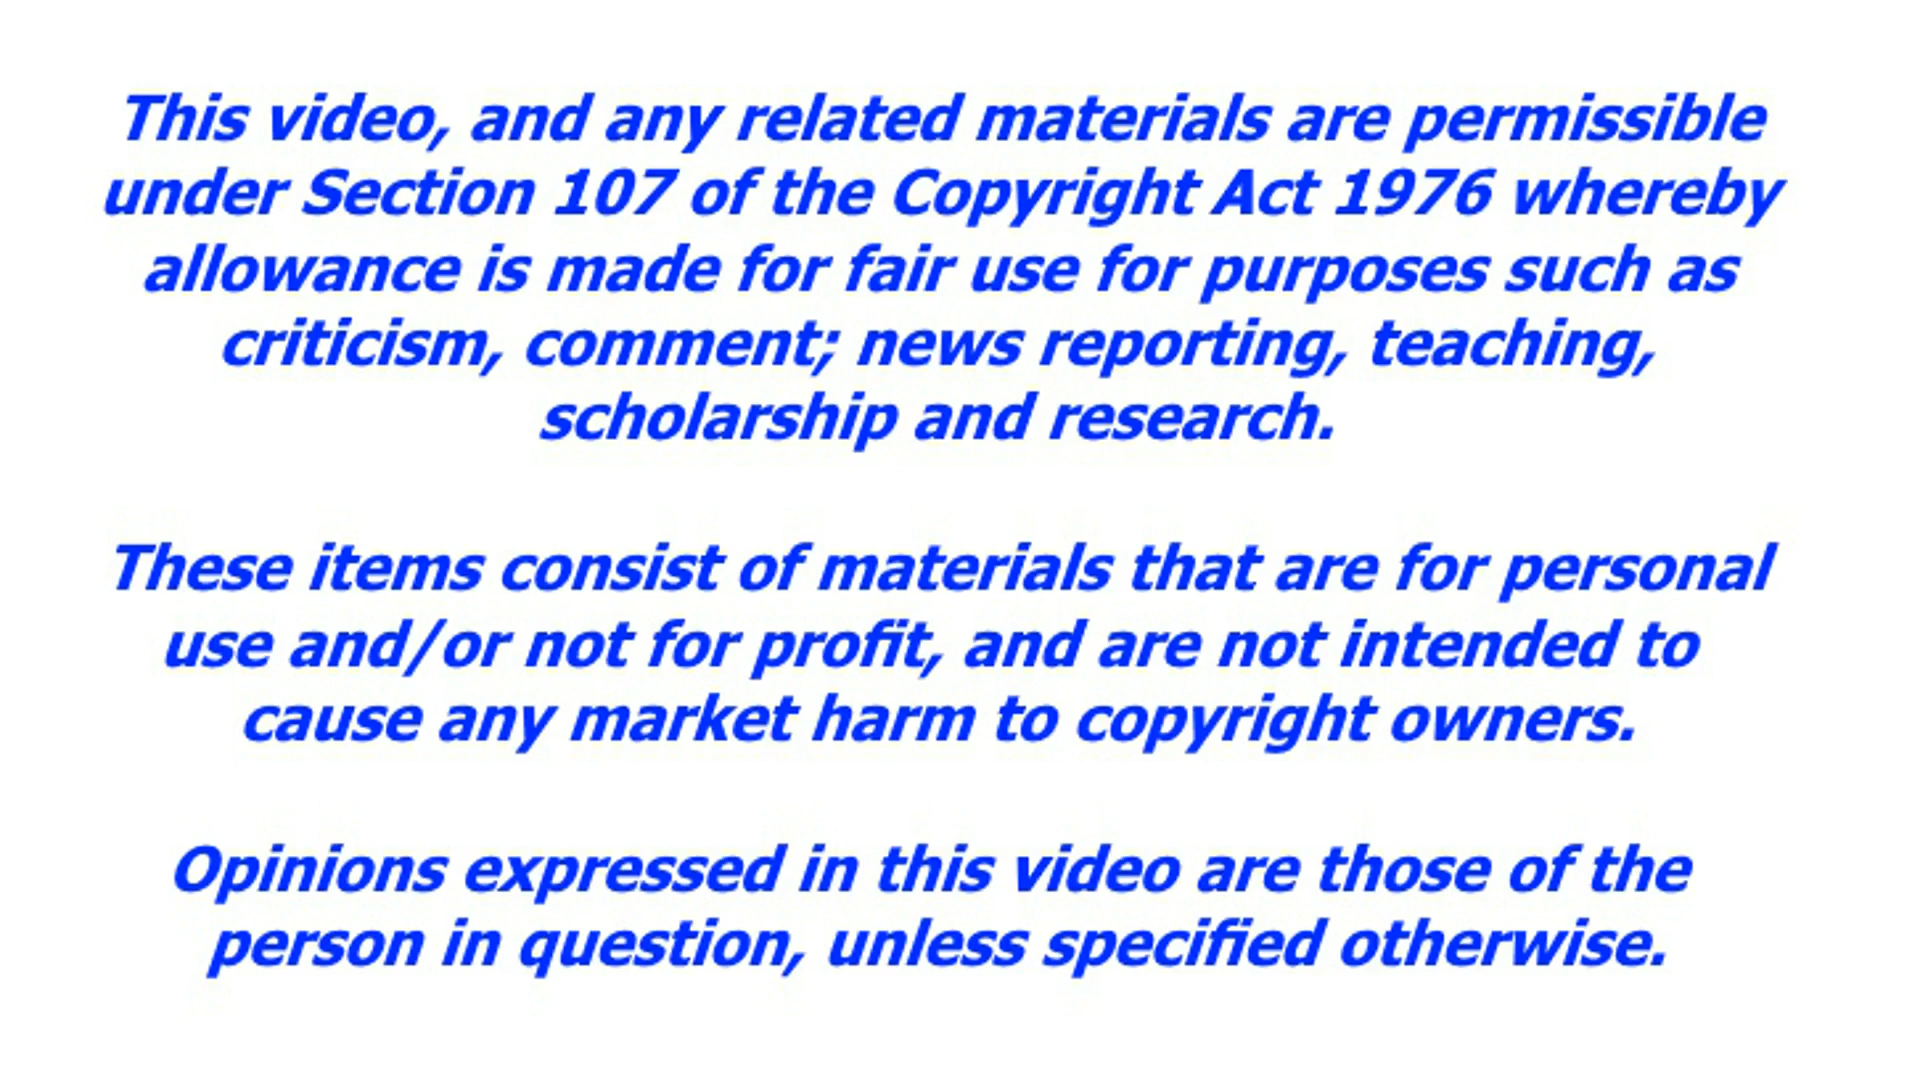 This video, and any related materials are permissible
under Section 107 of the Copyright Act 1976 whereby
allowance is made for fair use for purposes such as
criticism, comment; news reporting, teaching,
scholarship and research.
These items consist of materials that are for personal
use and/or not for profit, and are not intended to
cause any market harm to copyright owners.
Opinions expressed in this video are those of the
person in question, unless specified otherwise.